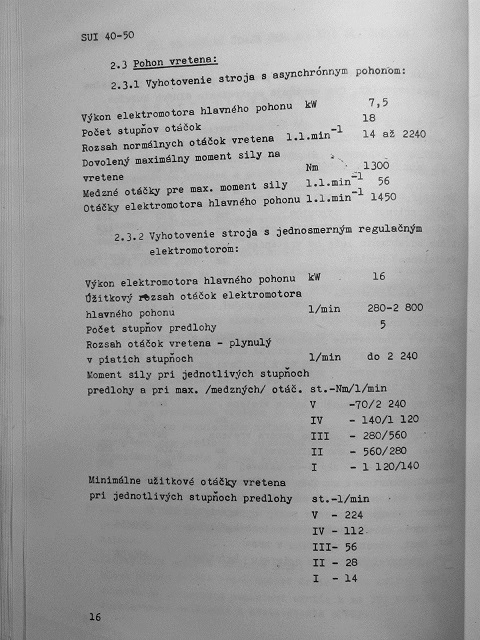 SUI 40-50
2.3 Pohon vretena:
2.3.1 Vyhotovenie stroja s asynchrónnym pohonom:
Výkon elektromotora hlavného pohonu kW 7,5
Počet stupňov otáčok 18
Rozsah normálnych otáčok vretena 1.1.min-1 14 až 2240
Dovolený maximálny moment sily na
vretene Nm 1300
Medzné otáčky pre max. moment sily 1.1.min-1 56
Otáčky elektromotora hlavného pohonu 1.1.min-1 1450
2.3.2 Vyhotovenie stroja s jednosmerným regulačným
elektromotorom:
Výkon elektromotora hlavného pohonu kW 16
Úžitkový rozsah otáčok elektromotora
hlavného pohonu 1/min 280-2 800
Počet stupňov predlohy 5
Rozsah otáčok vretena - plynulý
v piatich stupňoch 1/min do 2 240
Moment sily pri jednotlivých stupňoch
predlohy a pri max. /medzných/ otáč. st.-Nm/1/min
V -70/2 240
IV - 140/1 120
III - 280/560
II - 560/280
I - 1 120/140
Minimálne užitkové otáčky vretena
pri jednotlivých stupňoch predlohy st.-1/min
V - 224
IV - 112
III- 56
II - 28
I - 14
16